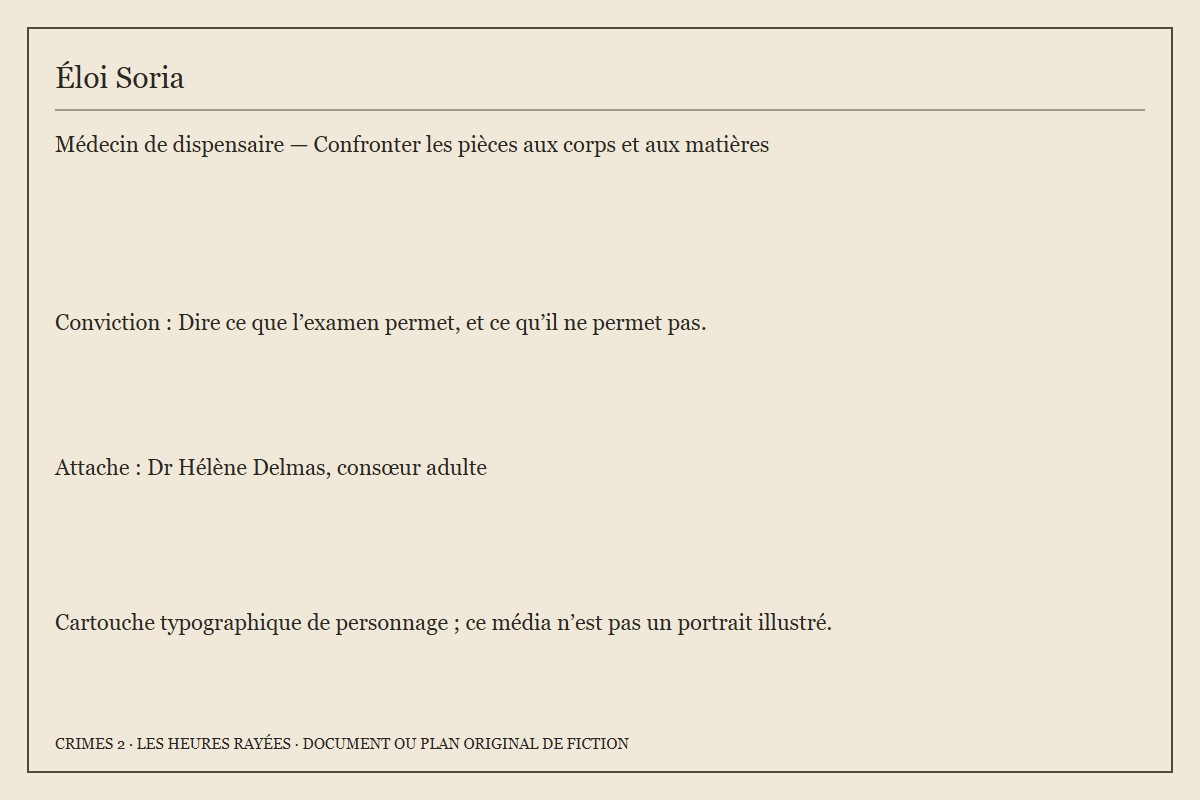 Éloi Soria
Médecin de dispensaire — Confronter les pièces aux corps et aux matières
Conviction : Dire ce que l’examen permet, et ce qu’il ne permet pas.
Attache : Dr Hélène Delmas, consœur adulte
Cartouche typographique de personnage ; ce média n’est pas un portrait illustré.
CRIMES 2 · LES HEURES RAYÉES · DOCUMENT OU PLAN ORIGINAL DE FICTION